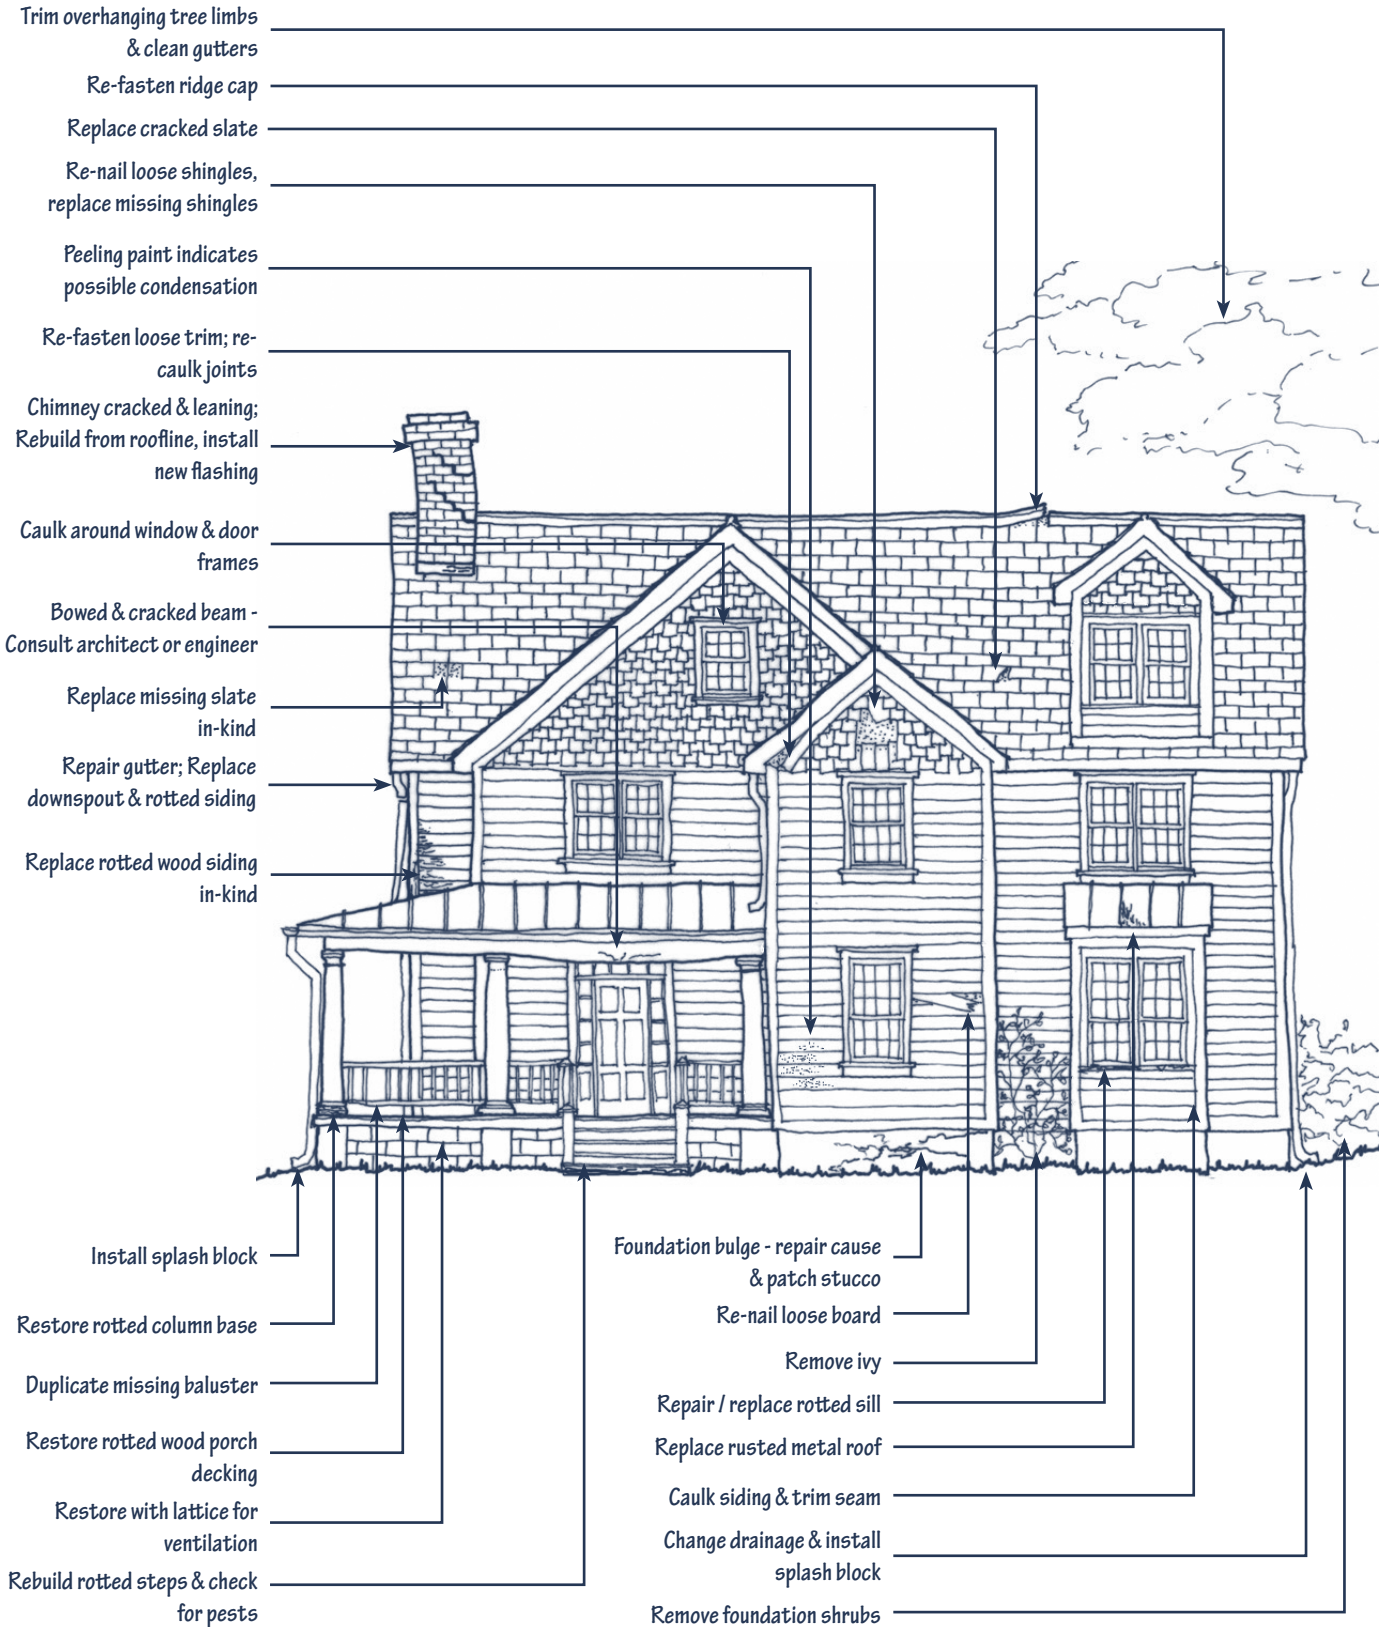 Trim overhanging tree limbs
& clean gutters
Re-fasten ridge cap
Replace cracked slate
Re-nail loose shingles,
replace missing shingles
Peeling paint indicates
possible condensation
Re-fasten loose trim; re-
caulk joints
Chimney cracked & leaning;
Rebuild from roofline, install
new flashing
Caulk around window & door
frames
Bowed & cracked beam -
Consult architect or engineer
Replace missing slate
in-kind
Repair gutter; Replace
downspout & rotted siding
Replace rotted wood siding
in-kind
Install splash block
Restore rotted column base
Duplicate missing baluster
Restore rotted wood porch
decking
Restore with lattice for
ventilation
Rebuild rotted steps & check
for pests
Foundation bulge - repair cause
& patch stucco
Re-nail loose board
Remove ivy
Repair / replace rotted sill
Replace rusted metal roof
Caulk siding & trim seam
Change drainage & install
splash block
Remove foundation shrubs